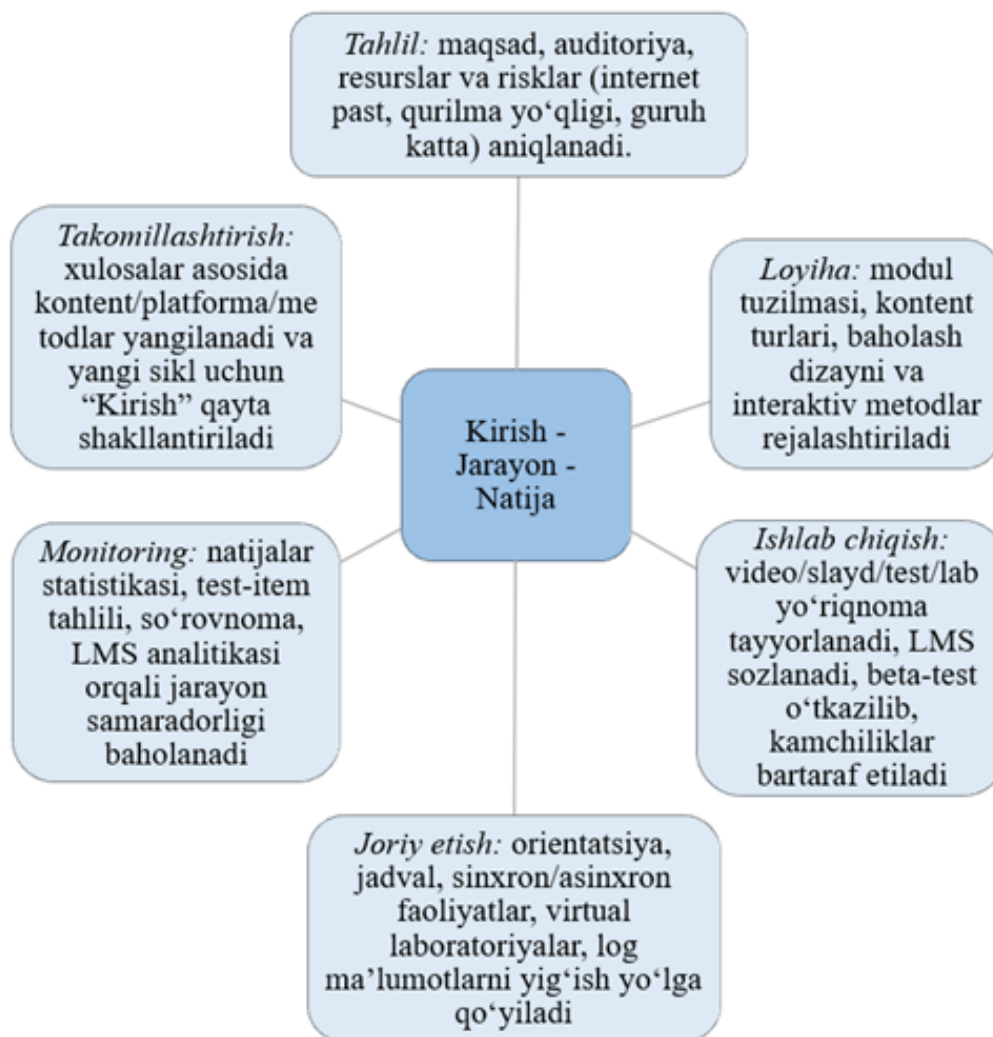 Tahlil: maqsad, auditoriya,
resurslar va risklar (internet
past, qurilma yo‘qligi, guruh
katta) aniqlanadi.
Takomillashtirish:
xulosalar asosida
kontent/platforma/me
todlar yangilanadi va
yangi sikl uchun
“Kirish” qayta
shakllantiriladi
Loyiha: modul
tuzilmasi, kontent
turlari, baholash
dizayni va
interaktiv metodlar
rejalashtiriladi
Kirish -
Jarayon -
Natija
Monitoring: natijalar
statistikasi, test-item
tahlili, so‘rovnoma,
LMS analitikasi
orqali jarayon
samaradorligi
baholanadi
Ishlab chiqish:
video/slayd/test/lab
yo‘riqnoma
tayyorlanadi, LMS
sozlanadi, beta-test
o‘tkazilib,
kamchiliklar
bartaraf etiladi
Joriy etish: orientatsiya,
jadval, sinxron/asinxron
faoliyatlar, virtual
laboratoriyalar, log
ma’lumotlarni yig‘ish yo‘lga
qo‘yiladi